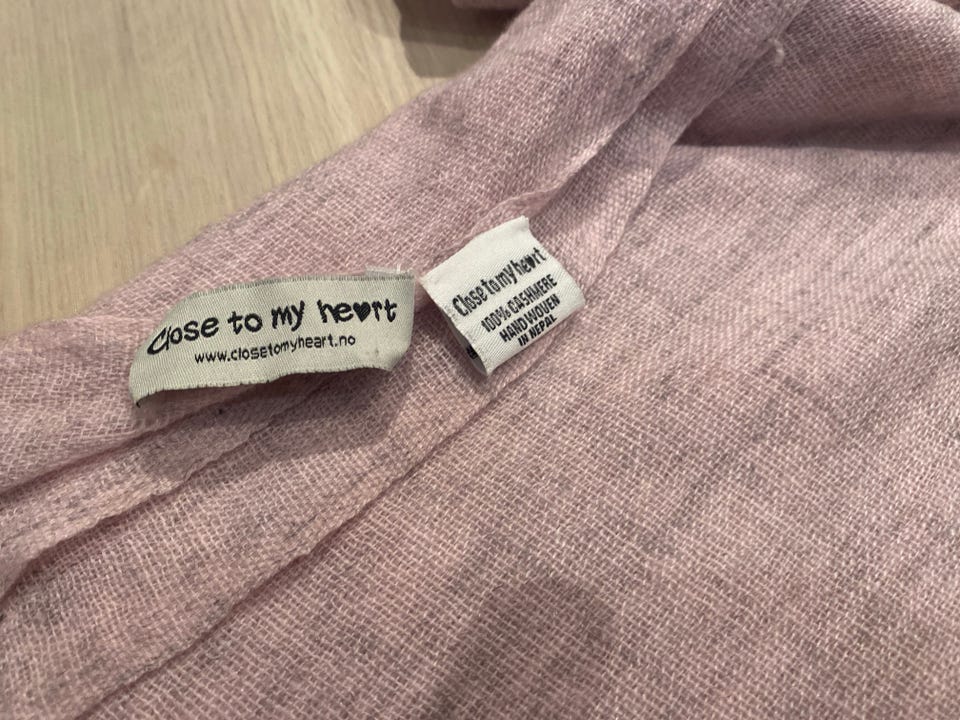 Close to my heart
www.closetomyheart.no
Close to my heart
100% CASHMERE
HAND WOVEN
IN NEPAL